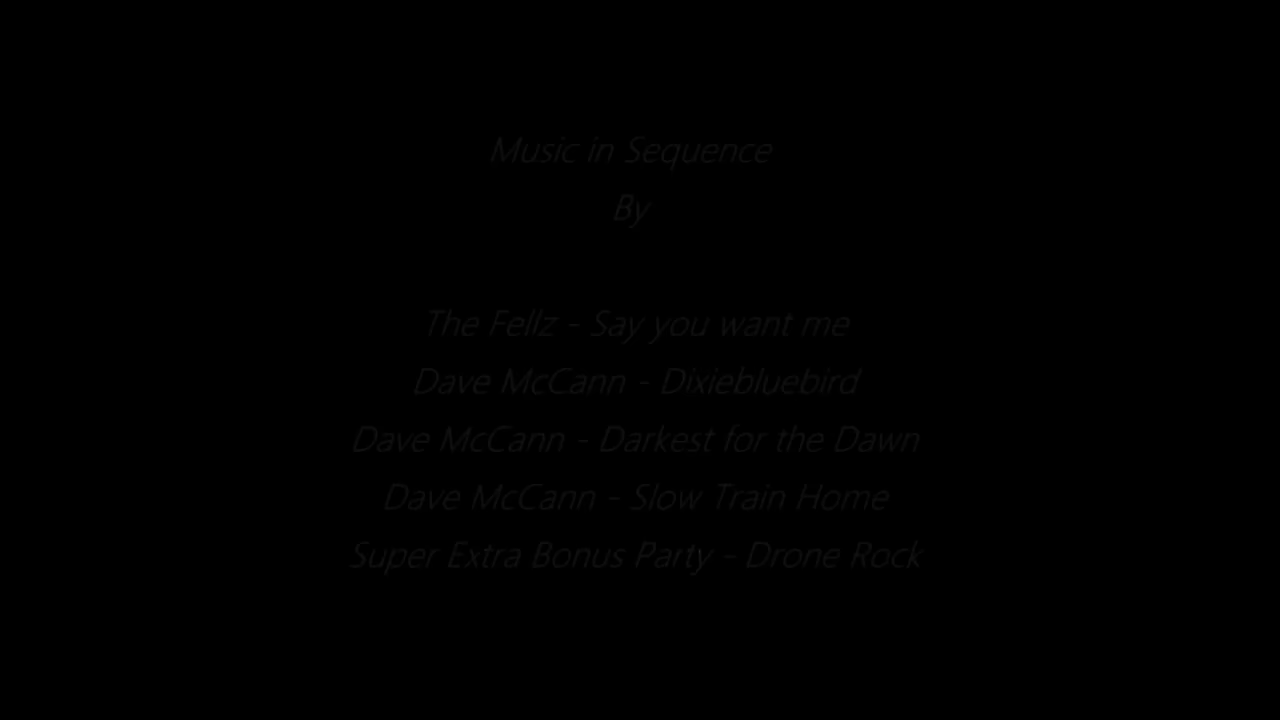 Music in Sequence
By
The Fellz - Say you want me
Dave McCann - Dixiebluebird
Dave McCann - Darkest for the Dawn
Dave McCann - Slow Train Home
Super Extra Bonus Party - Drone Rock